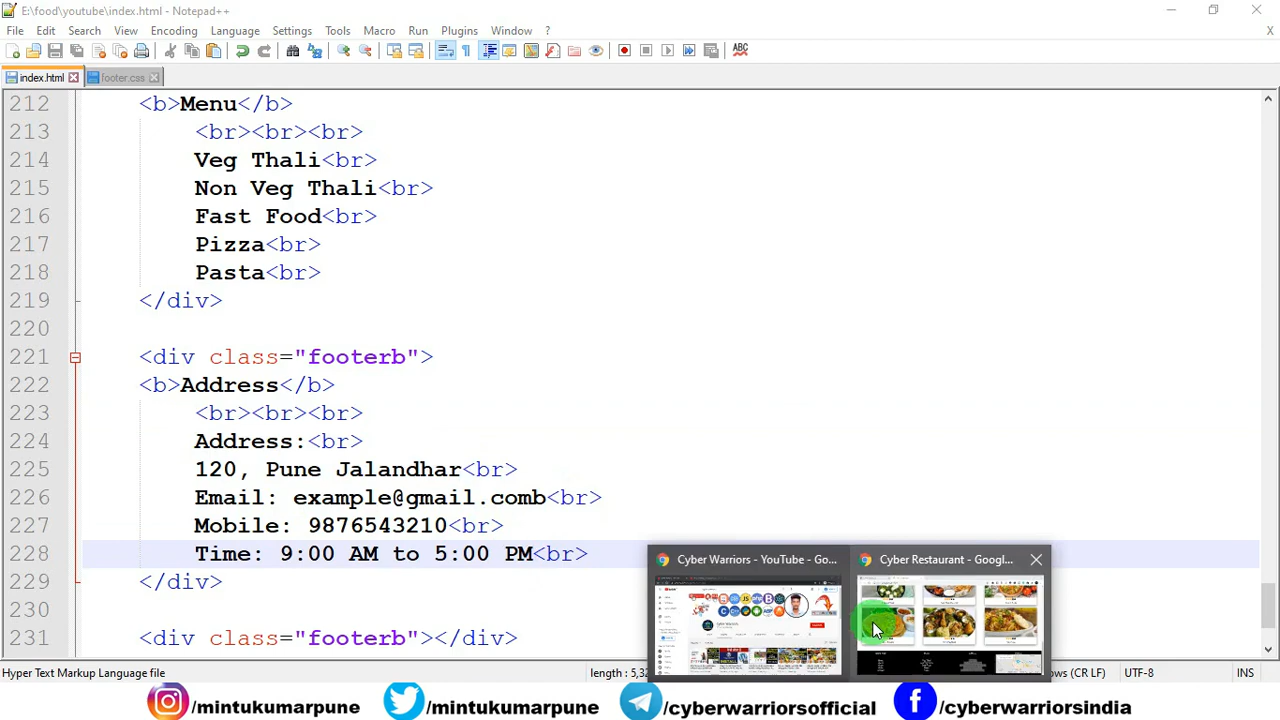 E:\food\youtube\index.html - Notepad++
File Edit Search View Encoding Language Settings Tools Macro Run Plugins Window ?
X
index.html footer.css
212 <b>Menu</b>
213 <br><br><br>
214 Veg Thali<br>
215 Non Veg Thali<br>
216 Fast Food<br>
217 Pizza<br>
218 Pasta<br>
219 </div>
220
221 <div class="footerb">
222 <b>Address</b>
223 <br><br><br>
224 Address:<br>
225 120, Pune Jalandhar<br>
226 Email: example@gmail.comb<br>
227 Mobile: 9876543210<br>
228 Time: 9:00 AM to 5:00 PM<br>
229 </div>
230
231 <div class="footerb"></div>
Cyber Warriors - YouTube - Go... Cyber Restaurant - Googl...
Hyper Text Markup Language file length : 5,32 ows (CR LF) UTF-8 INS
/mintukumarpune /mintukumarpune /cyberwarriorsofficial /cyberwarriorsindia